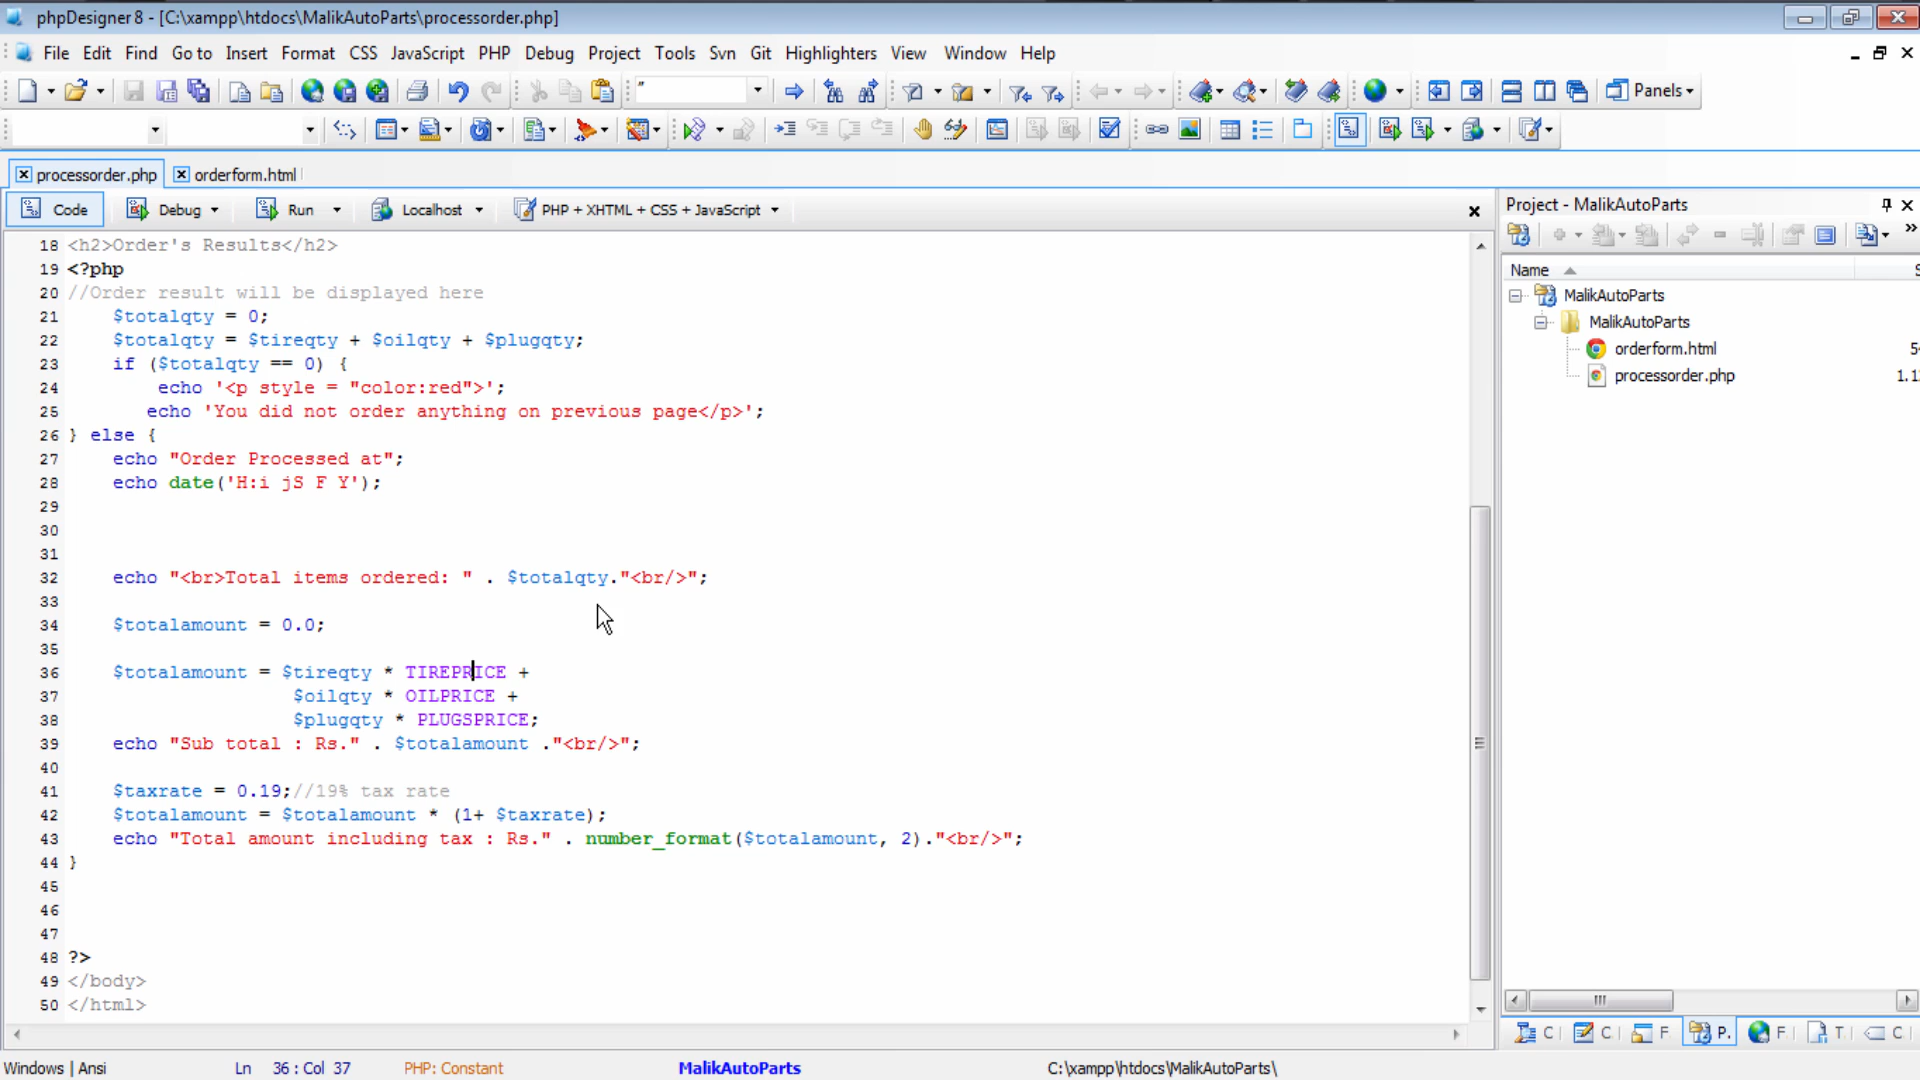 phpDesigner 8 - [C:\xampp\htdocs\MalikAutoParts\processorder.php]
File Edit Find Go to Insert Format CSS JavaScript PHP Debug Project Tools Svn Git Highlighters View Window Help
" Panels
processorder.php orderform.html
Code Debug Run Localhost PHP + XHTML + CSS + JavaScript
Project - MalikAutoParts
Name S
MalikAutoParts
MalikAutoParts
orderform.html 54
processorder.php 1.12
18 <h2>Order's Results</h2>
19 <?php
20 //Order result will be displayed here
21 $totalqty = 0;
22 $totalqty = $tireqty + $oilqty + $plugqty;
23 if ($totalqty == 0) {
24 echo '<p style = "color:red">';
25 echo 'You did not order anything on previous page</p>';
26 } else {
27 echo "Order Processed at";
28 echo date('H:i jS F Y');
29
30
31
32 echo "<br>Total items ordered: " . $totalqty."<br/>";
33
34 $totalamount = 0.0;
35
36 $totalamount = $tireqty * TIREPRICE +
37 $oilqty * OILPRICE +
38 $plugqty * PLUGSPRICE;
39 echo "Sub total : Rs." . $totalamount ."<br/>";
40
41 $taxrate = 0.19;//19% tax rate
42 $totalamount = $totalamount * (1+ $taxrate);
43 echo "Total amount including tax : Rs." . number_format($totalamount, 2)."<br/>";
44 }
45
46
47
48 ?>
49 </body>
50 </html>
C C F P. F T C
Windows | Ansi Ln 36 : Col 37 PHP: Constant MalikAutoParts C:\xampp\htdocs\MalikAutoParts\